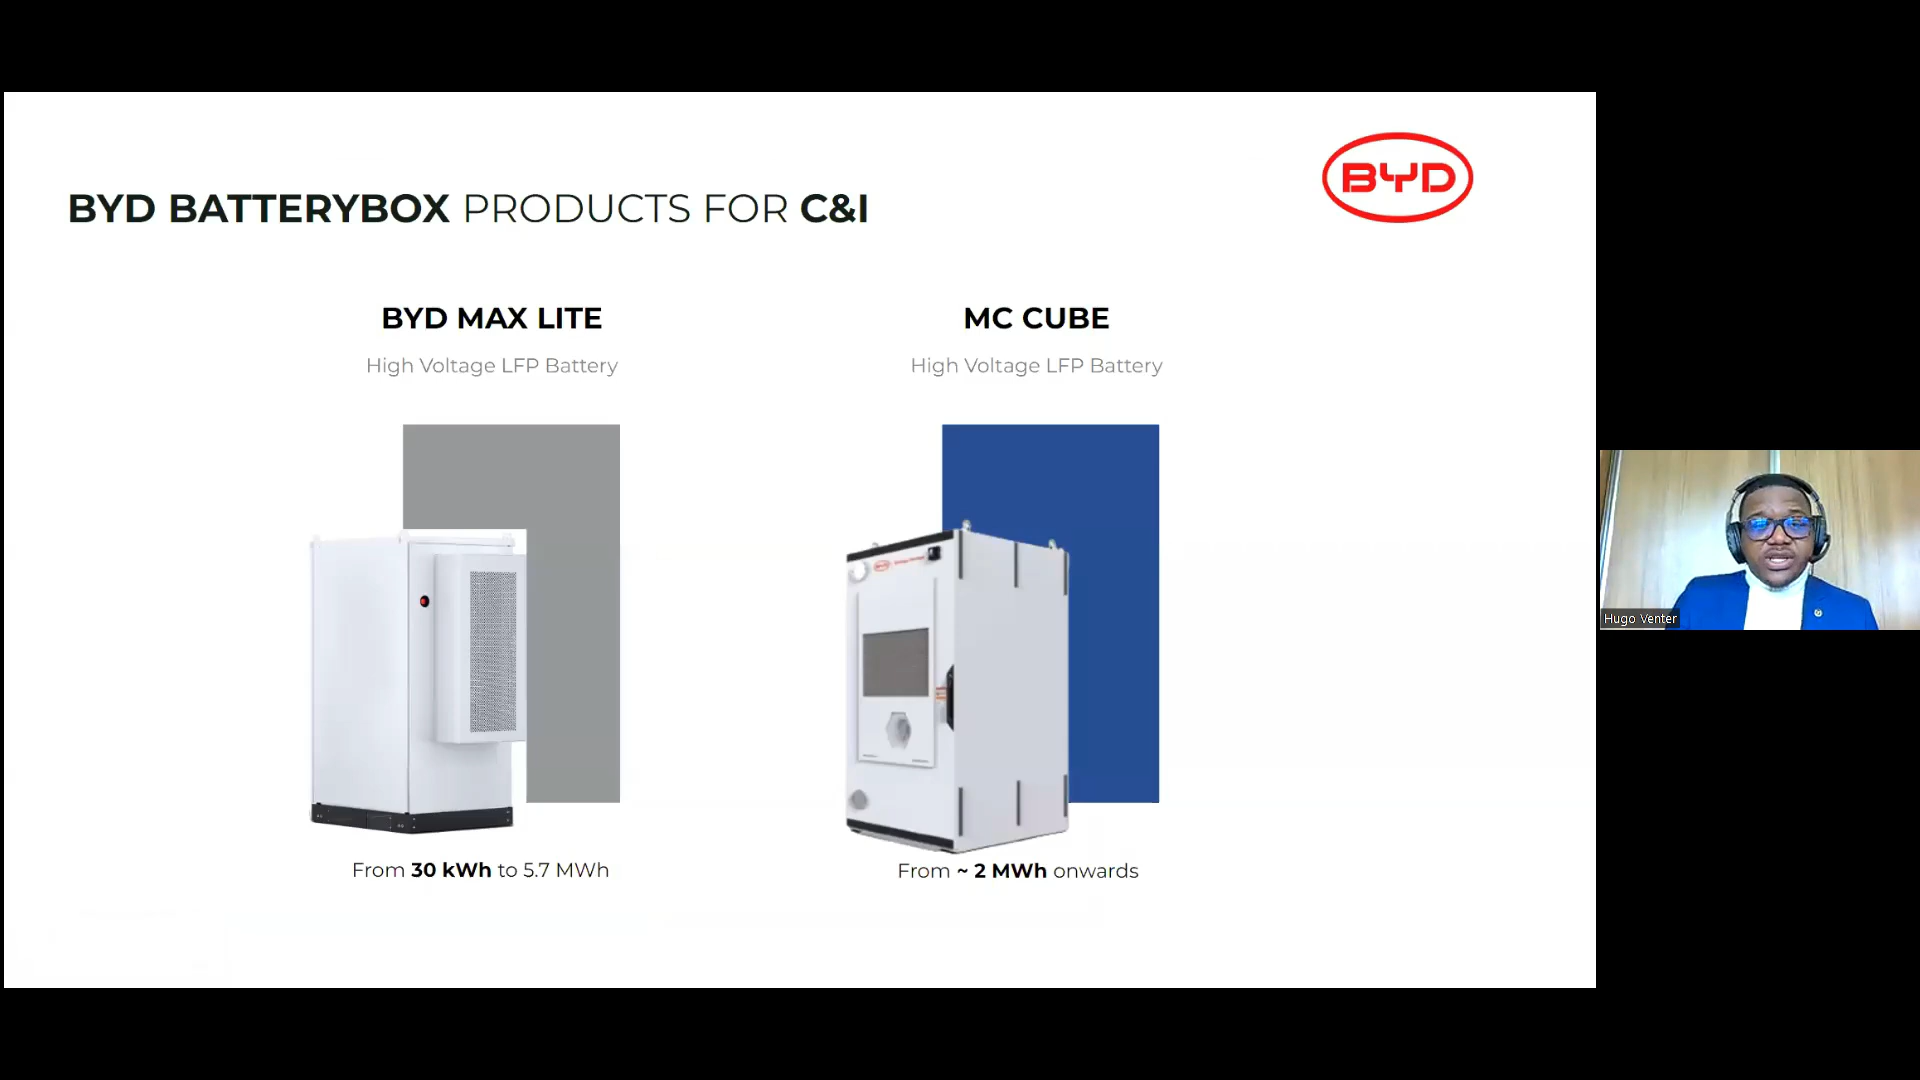 BYD
BYD BATTERYBOX PRODUCTS FOR C&I
BYD MAX LITE
High Voltage LFP Battery
From 30 kWh to 5.7 MWh
MC CUBE
High Voltage LFP Battery
BYD
From ~ 2 MWh onwards
Hugo Venter